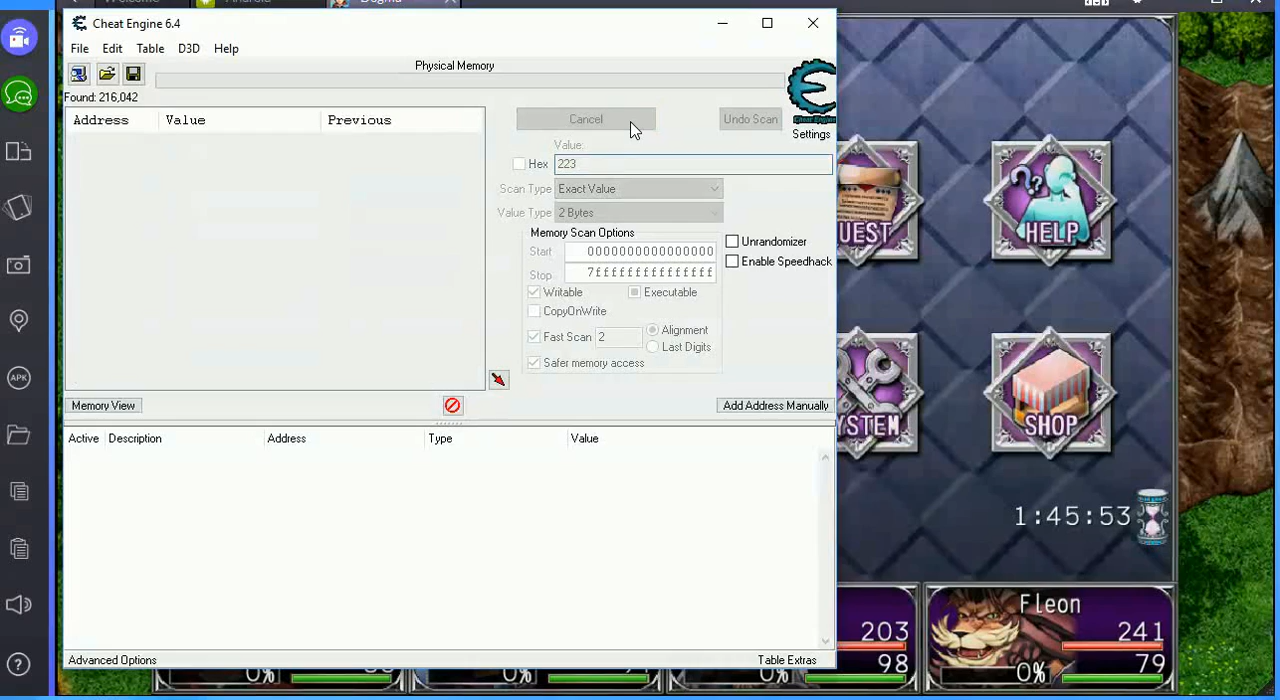 Cheat Engine 6.4
File Edit Table D3D Help
Physical Memory
Found: 216,042
Address Value Previous
Cancel Undo Scan
Cheat Engine
Settings
Value:
Hex 223
Scan Type Exact Value
Value Type 2 Bytes
Memory Scan Options
Start 0000000000000000
Stop 7fffffffffffffff
Writable Executable
CopyOnWrite
Fast Scan 2 Alignment
Last Digits
Safer memory access
Unrandomizer
Enable Speedhack
Memory View Add Address Manually
Active Description Address Type Value
Advanced Options Table Extras
UEST HELP
YSTEM SHOP
1:45:53
APK
Fleon
203 241
98 79
0% 0% 0% 0%